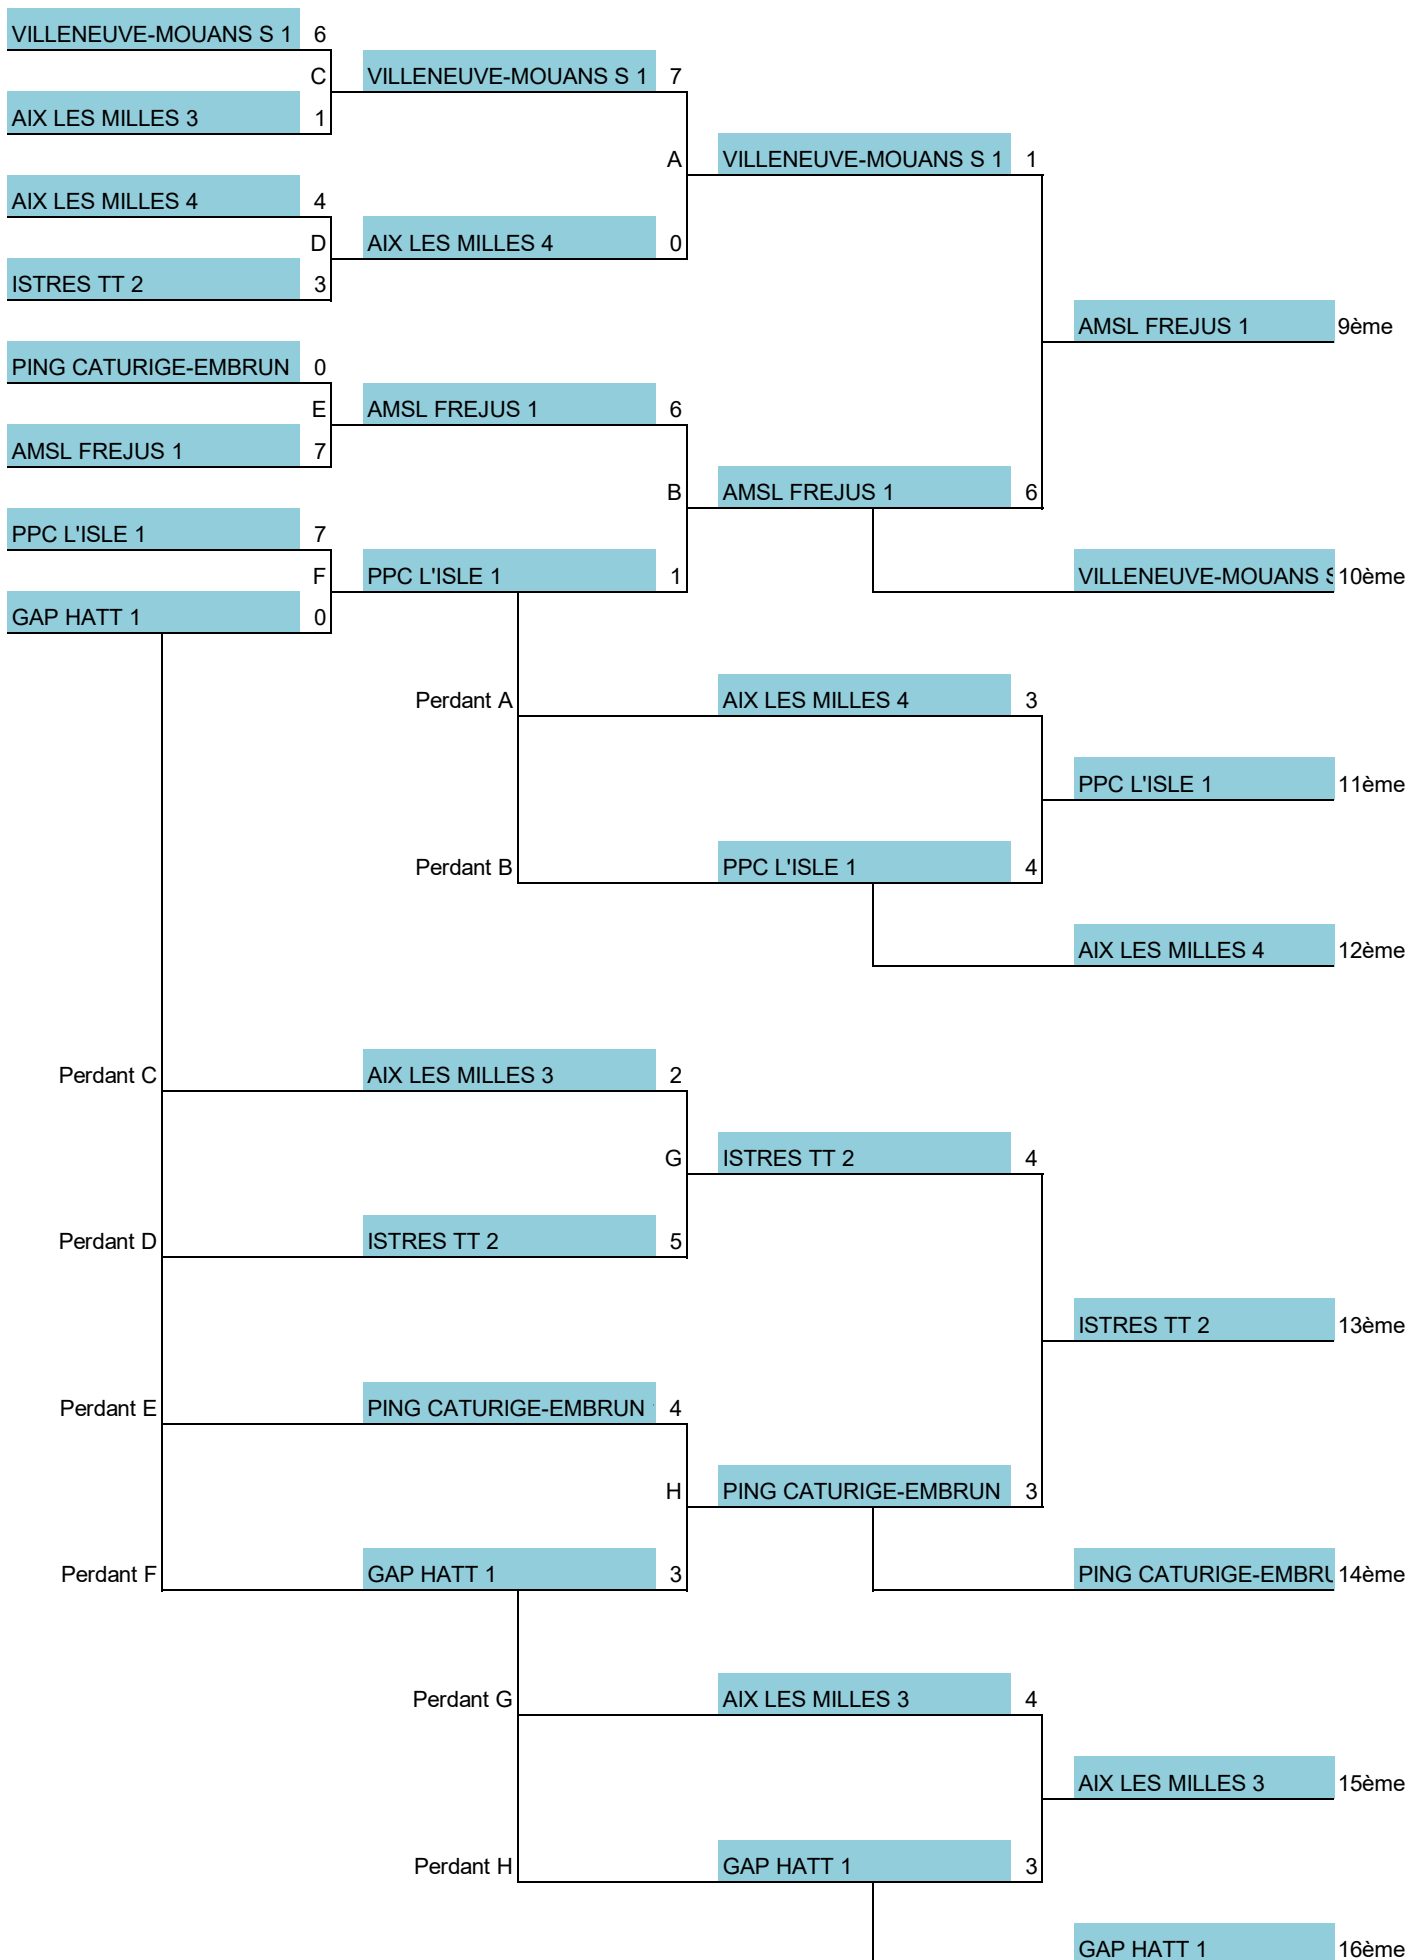 VILLENEUVE-MOUANS S 1 6
C VILLENEUVE-MOUANS S 1 7
AIX LES MILLES 3 1
A VILLENEUVE-MOUANS S 1 1
AIX LES MILLES 4 4
D AIX LES MILLES 4 0
ISTRES TT 2 3
AMSL FREJUS 1 9ème
PING CATURIGE-EMBRUN 0
E AMSL FREJUS 1 6
AMSL FREJUS 1 7
B AMSL FREJUS 1 6
PPC L'ISLE 1 7
F PPC L'ISLE 1 1 VILLENEUVE-MOUANS S 10ème
GAP HATT 1 0
Perdant A AIX LES MILLES 4 3
PPC L'ISLE 1 11ème
Perdant B PPC L'ISLE 1 4
AIX LES MILLES 4 12ème
Perdant C AIX LES MILLES 3 2
G ISTRES TT 2 4
Perdant D ISTRES TT 2 5
ISTRES TT 2 13ème
Perdant E PING CATURIGE-EMBRUN 4
H PING CATURIGE-EMBRUN 3
Perdant F GAP HATT 1 3 PING CATURIGE-EMBRU 14ème
Perdant G AIX LES MILLES 3 4
AIX LES MILLES 3 15ème
Perdant H GAP HATT 1 3
GAP HATT 1 16ème